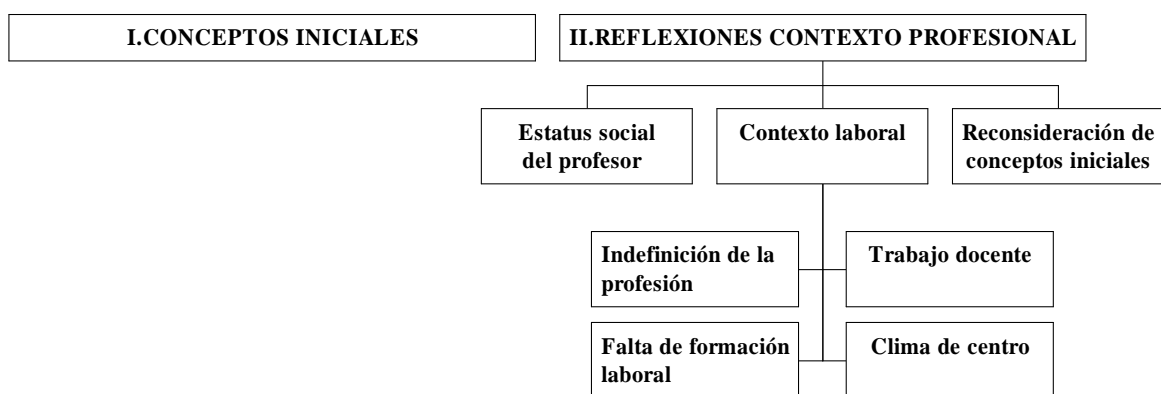 I.CONCEPTOS INICIALES
II.REFLEXIONES CONTEXTO PROFESIONAL
Estatus social
del profesor
Contexto laboral
Reconsideración de
conceptos iniciales
Indefinición de la
profesión
Trabajo docente
Falta de formación
laboral
Clima de centro